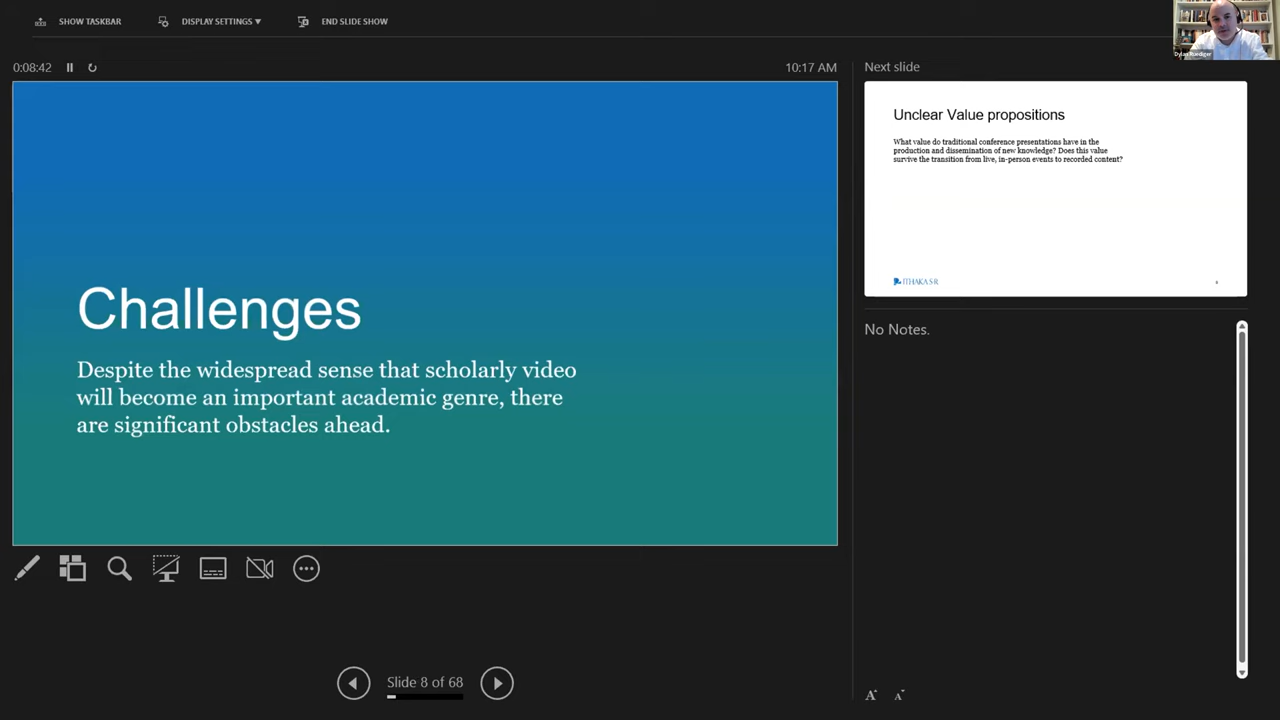 SHOW TASKBAR
DISPLAY SETTINGS ▾
END SLIDE SHOW
Dylan Ruediger
0:08:42
10:17 AM
Next slide
Challenges
Despite the widespread sense that scholarly video
will become an important academic genre, there
are significant obstacles ahead.
Unclear Value propositions
What value do traditional conference presentations have in the
production and dissemination of new knowledge? Does this value
survive the transition from live, in-person events to recorded content?
ITHAKA S R
No Notes.
Slide 8 of 68